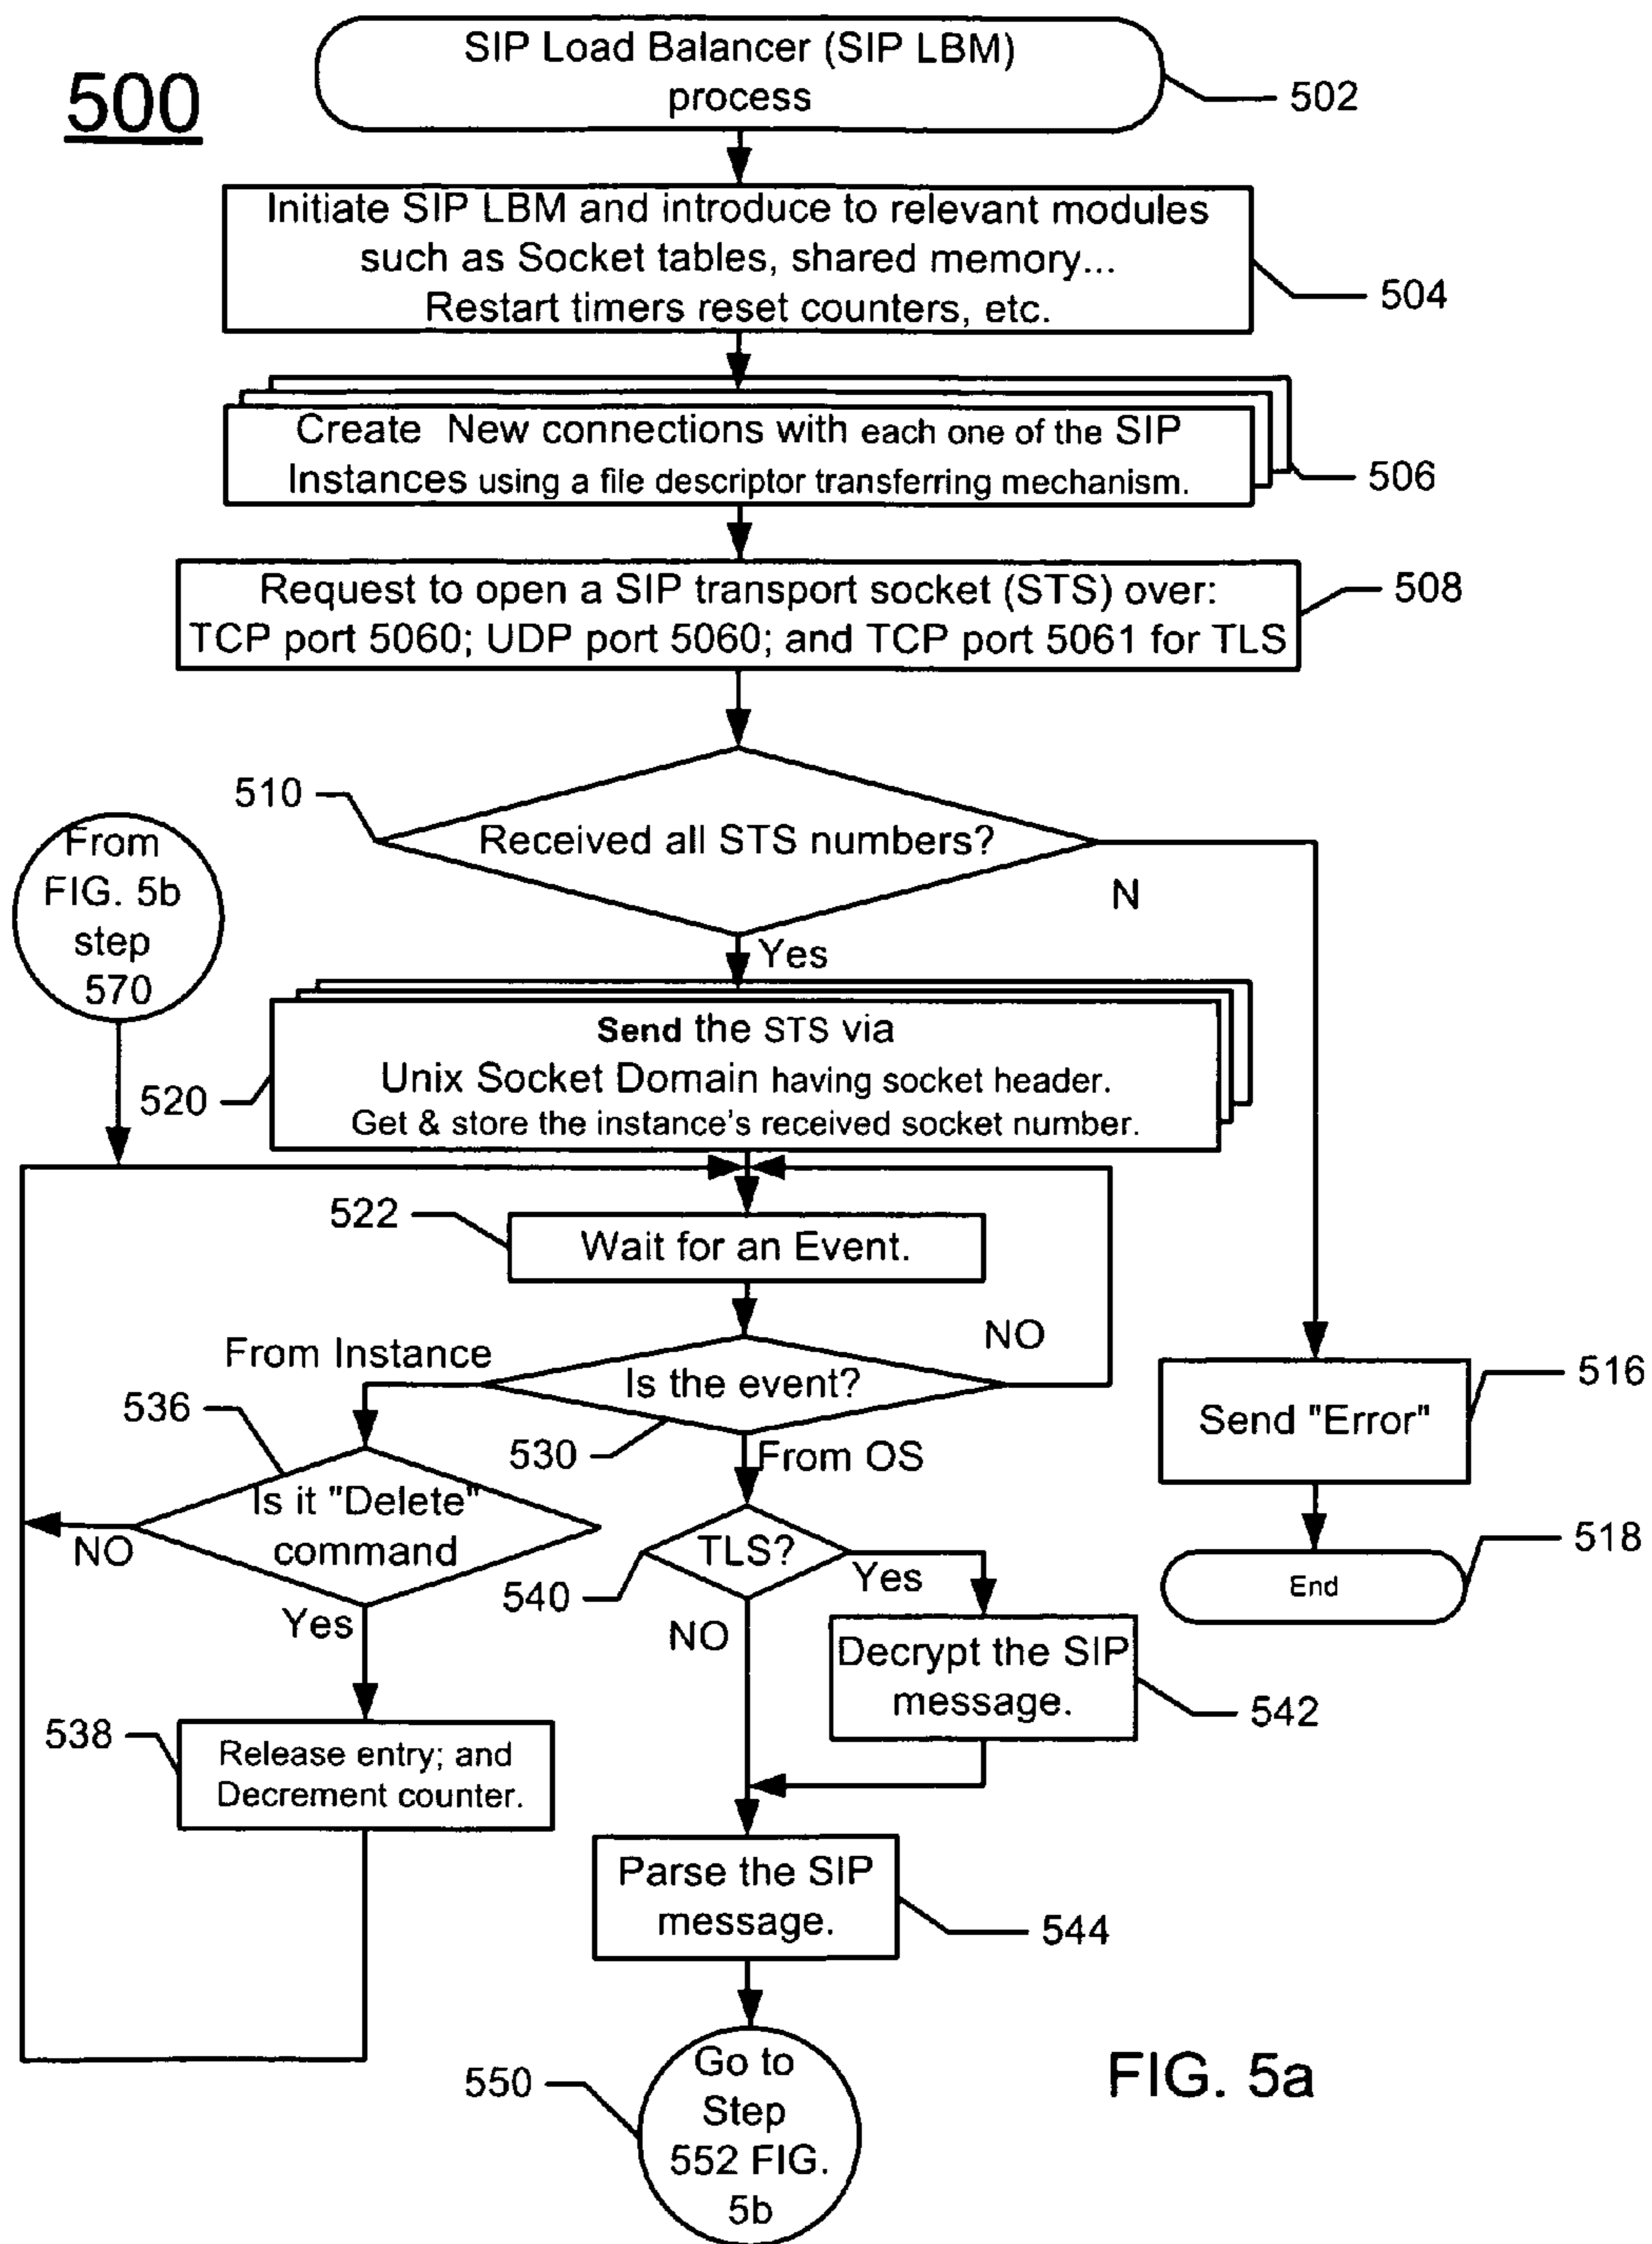 500
SIP Load Balancer (SIP LBM)
process
502
Initiate SIP LBM and introduce to relevant modules
such as Socket tables, shared memory...
Restart timers reset counters, etc.
504
Create New connections with each one of the SIP
Instances using a file descriptor transferring mechanism.
506
Request to open a SIP transport socket (STS) over:
TCP port 5060; UDP port 5060; and TCP port 5061 for TLS
508
510
Received all STS numbers?
N
Yes
From
FIG. 5b
step
570
Send the STS via
Unix Socket Domain having socket header.
Get & store the instance's received socket number.
520
522
Wait for an Event.
NO
From Instance
Is the event?
530
From OS
516
Send "Error"
518
End
536
Is it "Delete"
command
NO
Yes
540
TLS?
Yes
NO
Decrypt the SIP
message.
542
538
Release entry; and
Decrement counter.
Parse the SIP
message.
544
550
Go to
Step
552 FIG.
5b
FIG. 5a